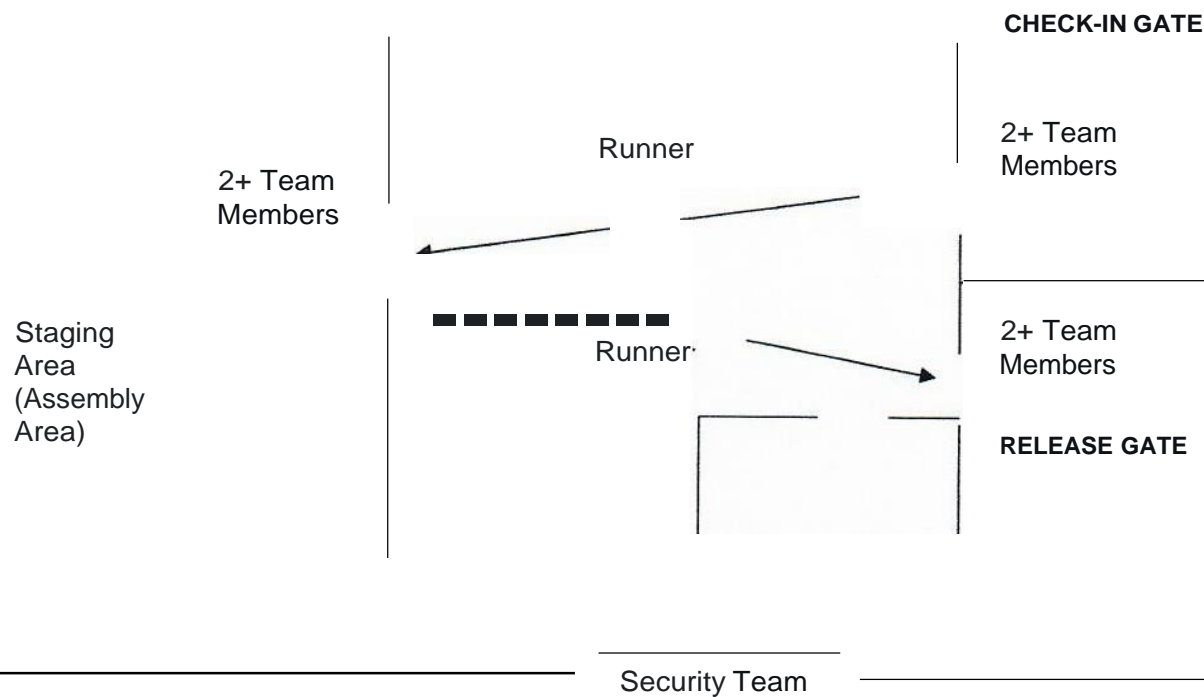 CHECK-IN GATE
2+ Team
Members
Runner
2+ Team
Members
Staging
Area
(Assembly
Area)
Runner
2+ Team
Members
RELEASE GATE
Security Team